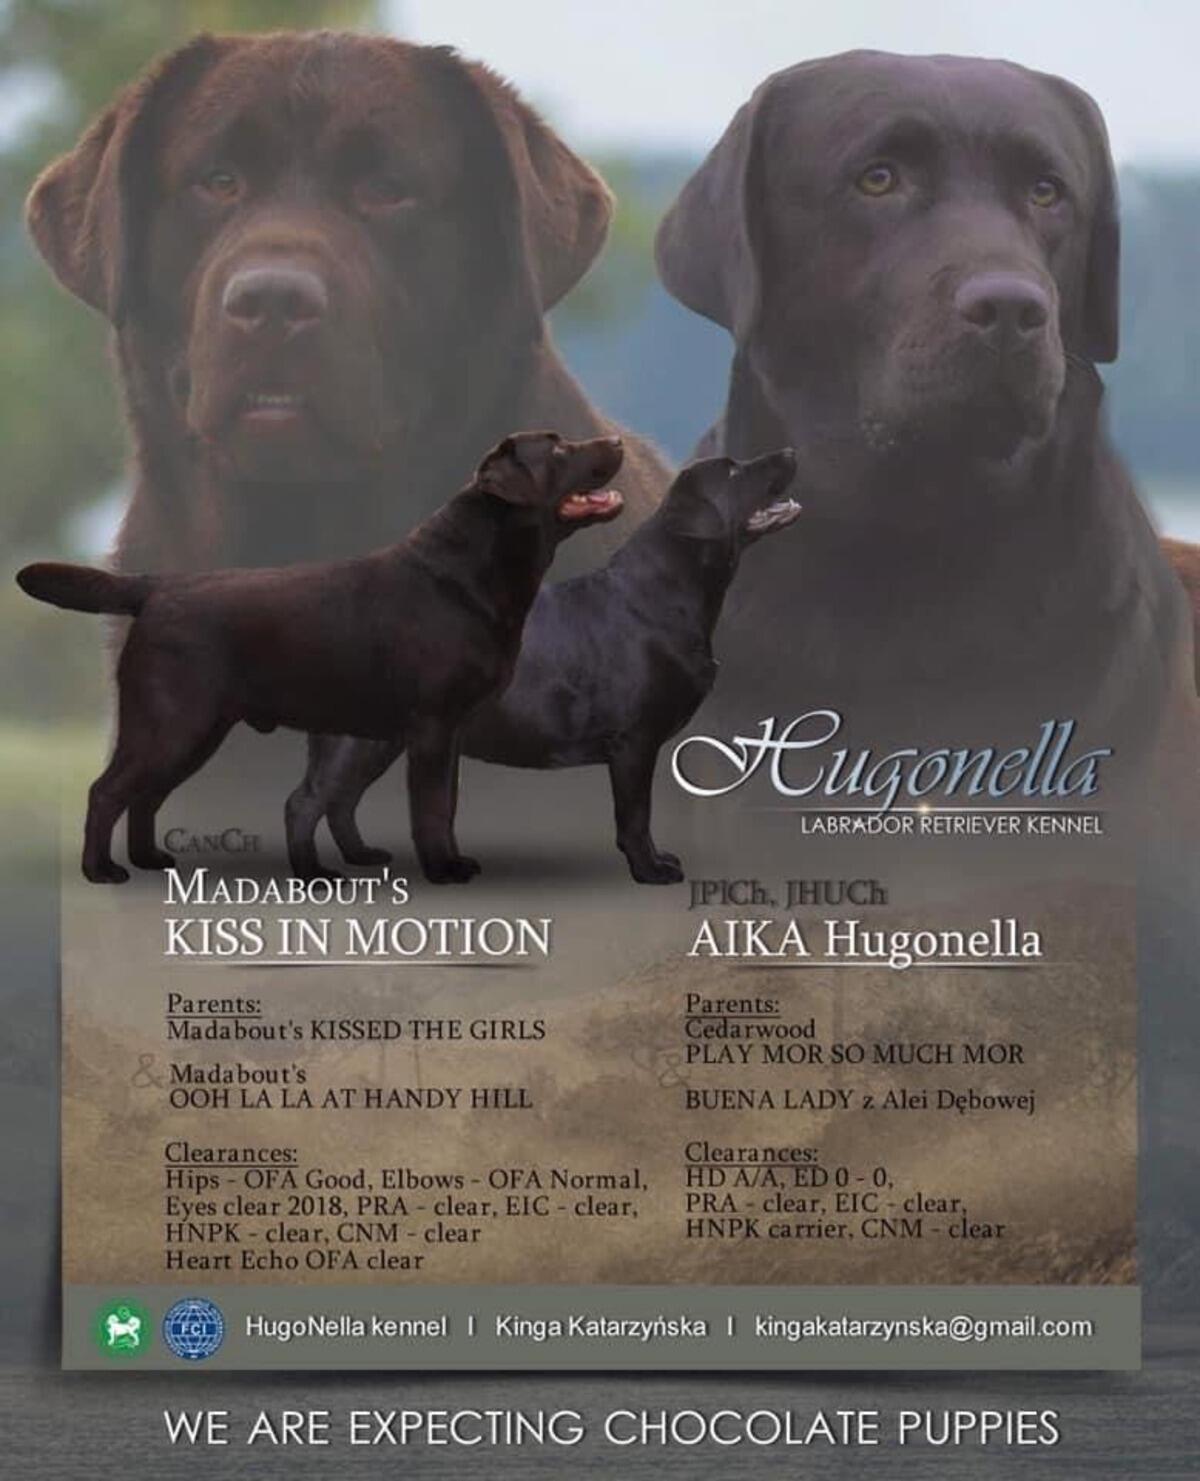 Hugonella
LABRADOR RETRIEVER KENNEL
CANCH
MADABOUT'S
KISS IN MOTION
Parents:
Madabout's KISSED THE GIRLS
& Madabout's
OOH LA LA AT HANDY HILL
Clearances:
Hips - OFA Good, Elbows - OFA Normal,
Eyes clear 2018, PRA - clear, EIC - clear,
HNPK - clear, CNM - clear
Heart Echo OFA clear
JPlCh, JHUCh
AIKA Hugonella
Parents:
Cedarwood
PLAY MOR SO MUCH MOR
&
BUENA LADY z Alei Dębowej
Clearances:
HD A/A, ED 0 - 0,
PRA - clear, EIC - clear,
HNPK carrier, CNM - clear
FCI
HugoNella kennel I Kinga Katarzyńska I kingakatarzynska@gmail.com
WE ARE EXPECTING CHOCOLATE PUPPIES